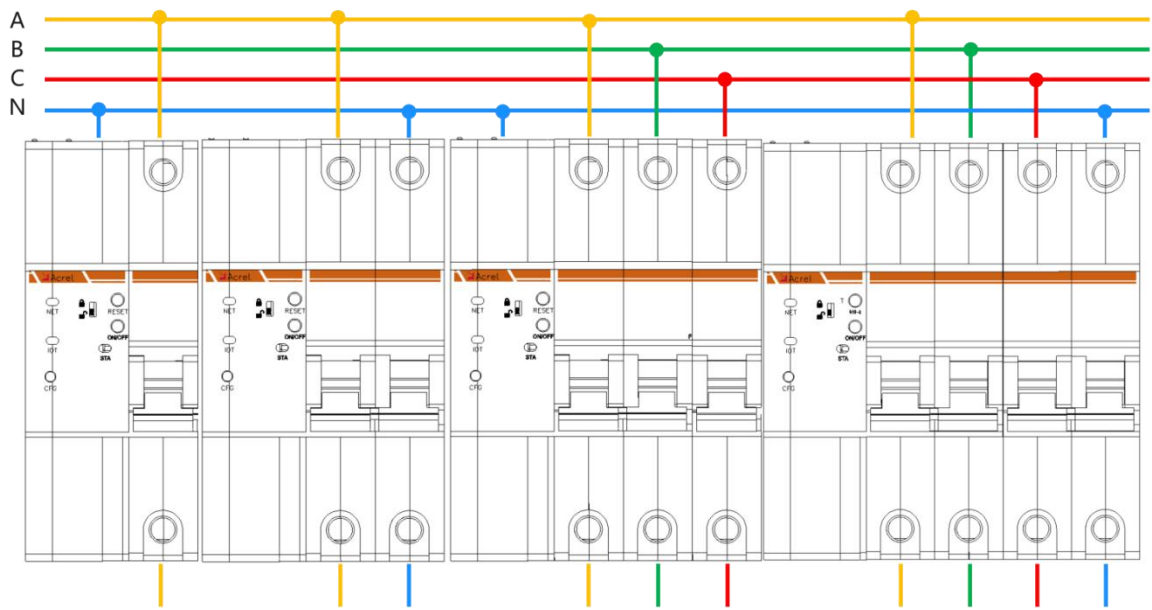 A
B
C
N
Acrel
Acrel
Acrel
Acrel
NET
RESET
ON/OFF
IOT
STA
CFG
NET
RESET
ON/OFF
IOT
STA
CFG
NET
RESET
ON/OFF
IOT
STA
CFG
NET
T
ON/OFF
IOT
STA
CFG